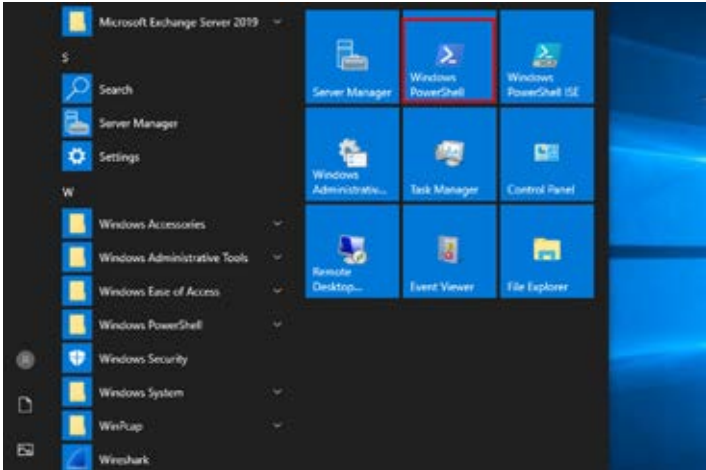 Microsoft Exchange Server 2019
S
Search
Server Manager
Settings
W
Windows Accessories
Windows Administrative Tools
Windows Ease of Access
Windows PowerShell
Windows Security
Windows System
WinPcap
Wireshark
Server Manager
Windows
PowerShell
Windows
PowerShell ISE
Windows
Administrativ...
Task Manager
Control Panel
Remote
Desktop...
Event Viewer
File Explorer